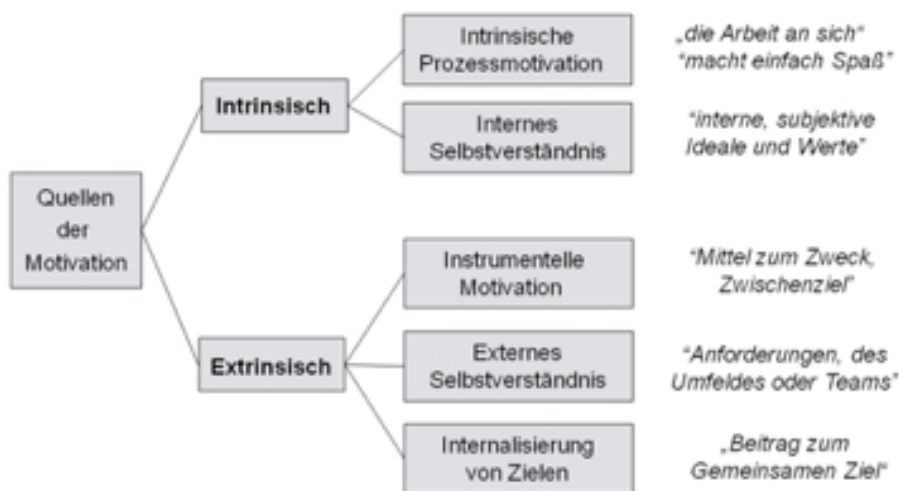 Quellen
der
Motivation
Intrinsisch
Intrinsische
Prozessmotivation
„die Arbeit an sich“
“macht einfach Spaß”
Internes
Selbstverständnis
“interne, subjektive
Ideale und Werte”
Extrinsisch
Instrumentelle
Motivation
“Mittel zum Zweck,
Zwischenziel”
Externes
Selbstverständnis
“Anforderungen, des
Umfeldes oder Teams”
Internalisierung
von Zielen
„Beitrag zum
Gemeinsamen Ziel“